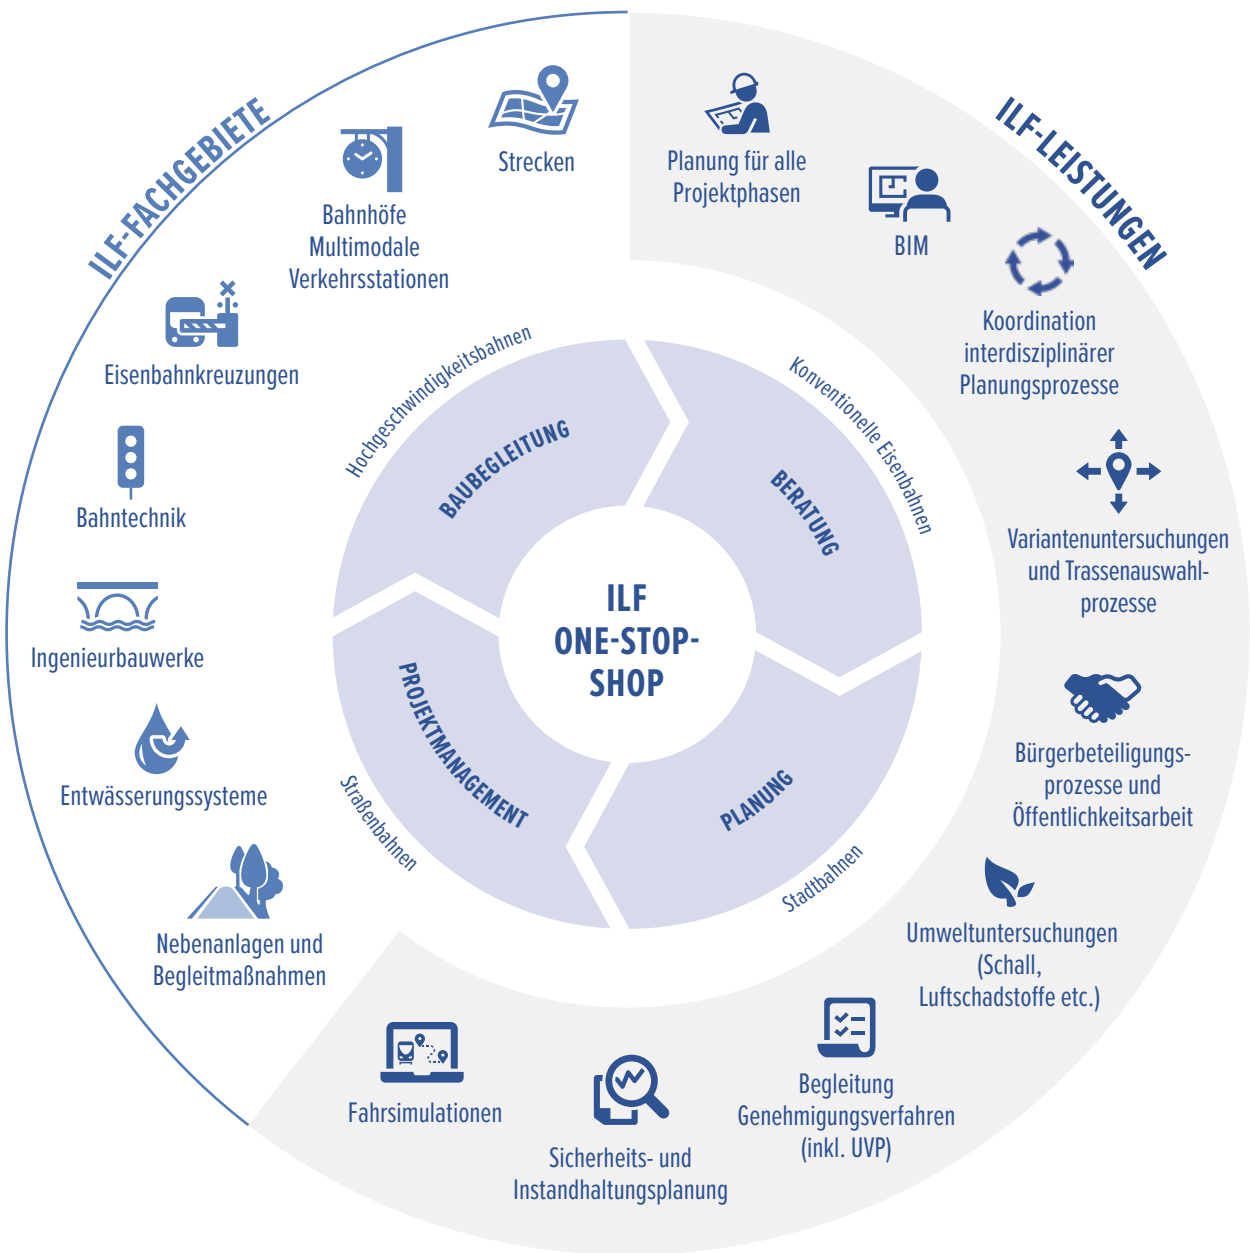 ILF-FACHGEBIETE
Strecken
Bahnhöfe
Multimodale
Verkehrsstationen
Eisenbahnkreuzungen
Bahntechnik
Ingenieurbauwerke
Entwässerungssysteme
Nebenanlagen und
Begleitmaßnahmen
ILF-LEISTUNGEN
Planung für alle
Projektphasen
BIM
Koordination
interdisziplinärer
Planungsprozesse
Variantenuntersuchungen
und Trassenauswahl-
prozesse
Bürgerbeteiligungs-
prozesse und
Öffentlichkeitsarbeit
Umweltuntersuchungen
(Schall,
Luftschadstoffe etc.)
Begleitung
Genehmigungsverfahren
(inkl. UVP)
Sicherheits- und
Instandhaltungsplanung
Fahrsimulationen
Hochgeschwindigkeitsbahnen
Konventionelle Eisenbahnen
Stadtbahnen
Straßenbahnen
BAUBEGLEITUNG
BERATUNG
PLANUNG
PROJEKTMANAGEMENT
ILF
ONE-STOP-
SHOP